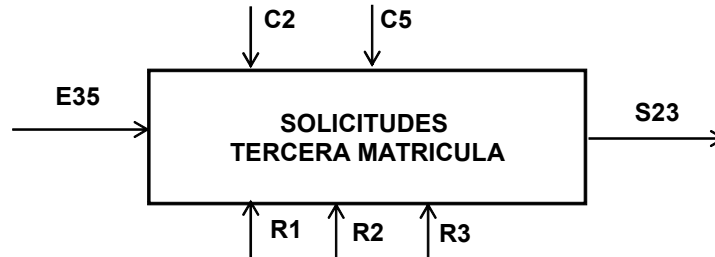 C2 C5
E35
SOLICITUDES
TERCERA MATRICULA
S23
R1 R2 R3